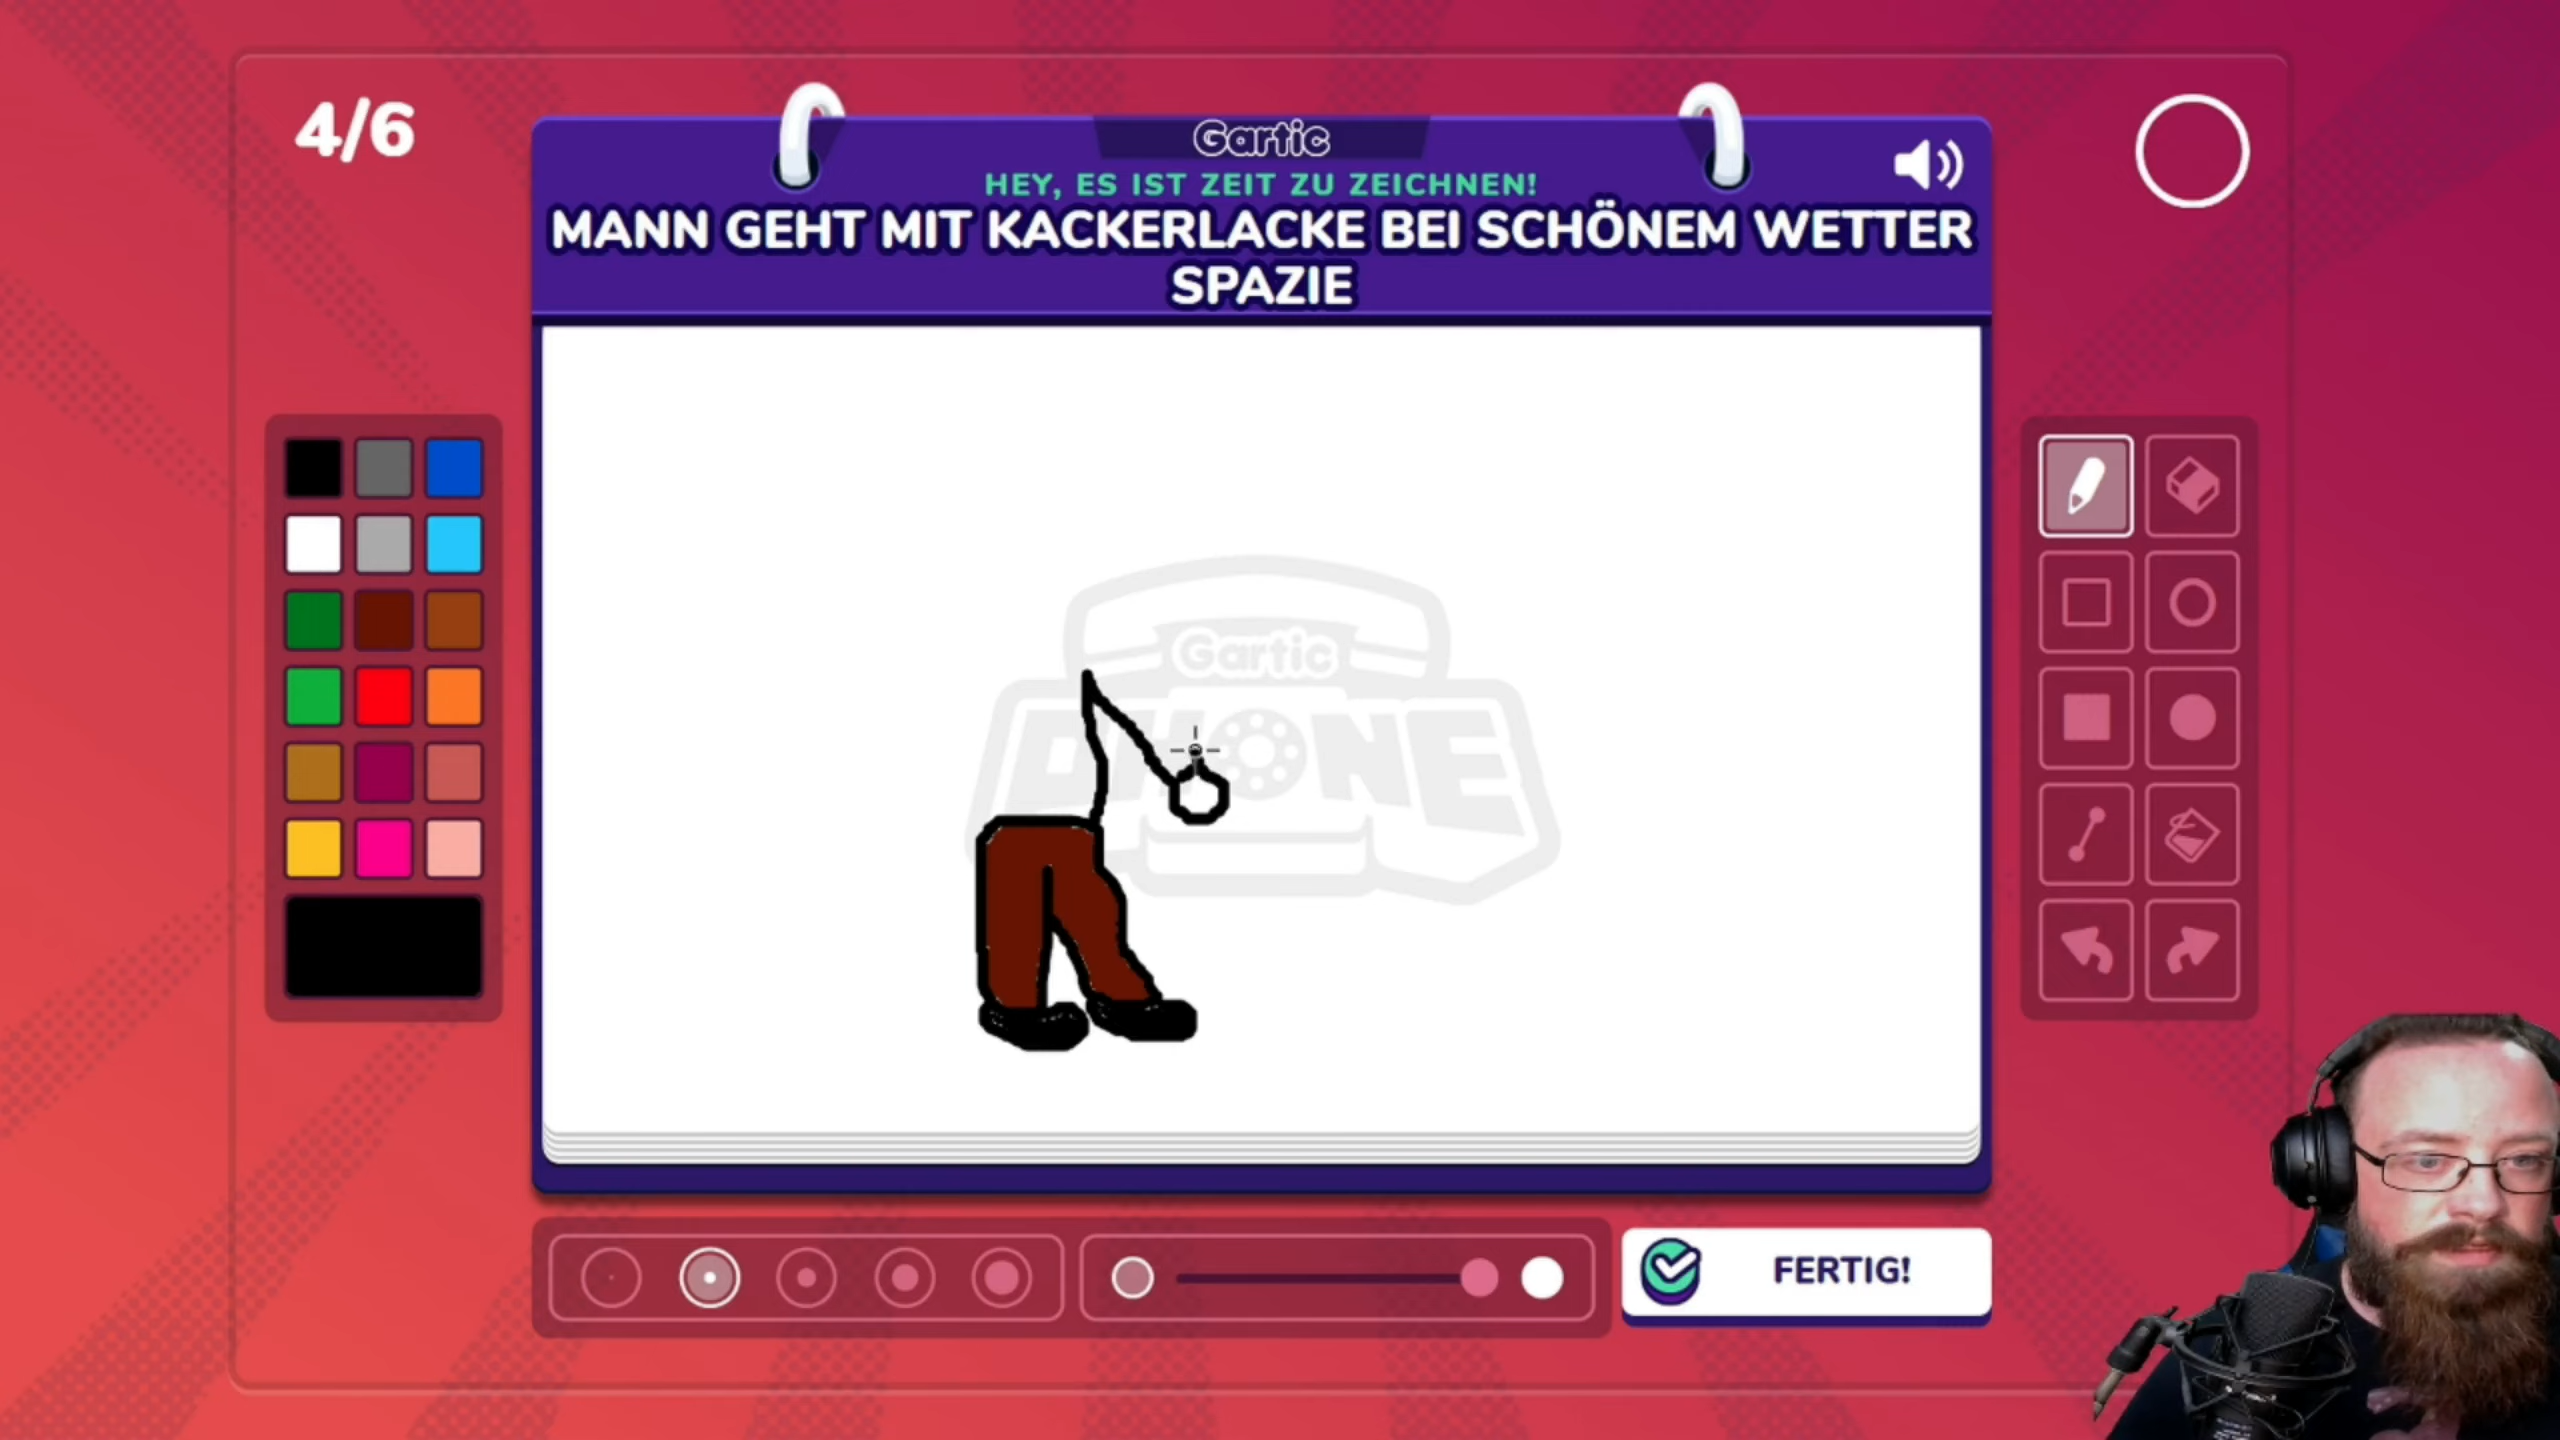 4/6
Gartic
HEY, ES IST ZEIT ZU ZEICHNEN!
MANN GEHT MIT KACKERLACKE BEI SCHÖNEM WETTER
SPAZIE
Gartic
PHONE
FERTIG!